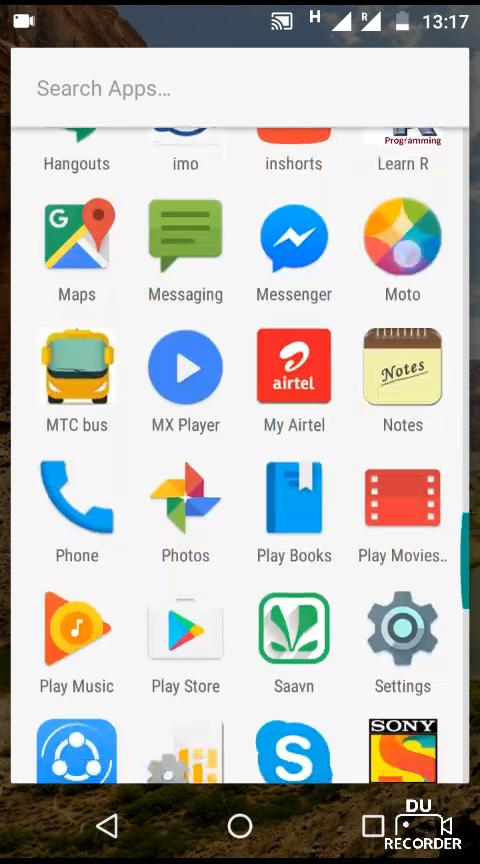 H R 13:17
Search Apps...
Programming
Hangouts imo inshorts Learn R
G
Maps Messaging Messenger Moto
airtel Notes
MTC bus MX Player My Airtel Notes
Phone Photos Play Books Play Movies..
Play Music Play Store Saavn Settings
S SONY
S
DU
RECORDER